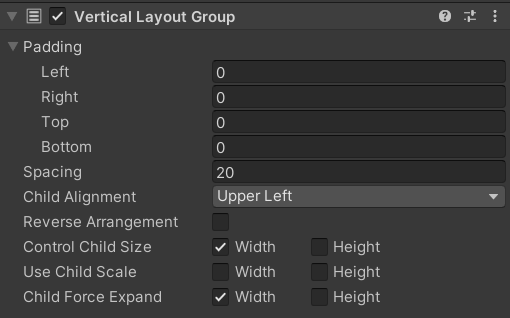 Vertical Layout Group
Padding
Left 0
Right 0
Top 0
Bottom 0
Spacing 20
Child Alignment Upper Left
Reverse Arrangement
Control Child Size Width Height
Use Child Scale Width Height
Child Force Expand Width Height